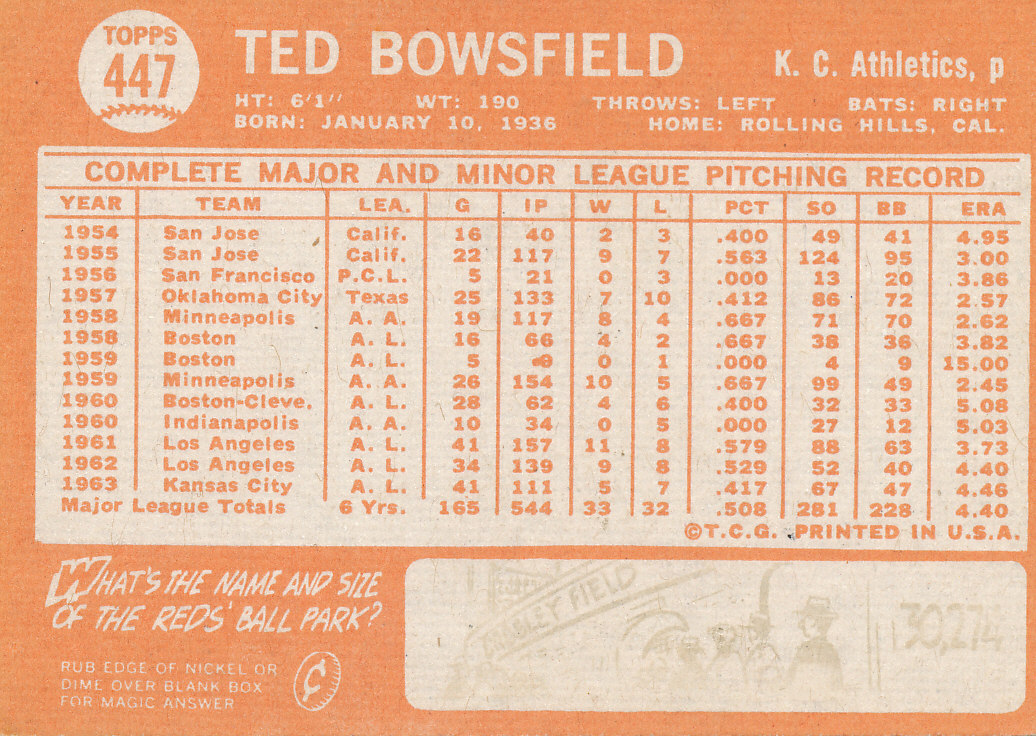 TOPPS
447
TED BOWSFIELD
K. C. Athletics, p
HT: 6'1" WT: 190 THROWS: LEFT BATS: RIGHT
BORN: JANUARY 10, 1936 HOME: ROLLING HILLS, CAL.
COMPLETE MAJOR AND MINOR LEAGUE PITCHING RECORD
YEAR TEAM LEA. G IP W L PCT SO BB ERA
1954 San Jose Calif. 16 40 2 3 .400 49 41 4.95
1955 San Jose Calif. 22 117 9 7 .563 124 95 3.00
1956 San Francisco P.C.L. 5 21 0 3 .000 13 20 3.86
1957 Oklahoma City Texas 25 133 7 10 .412 86 72 2.57
1958 Minneapolis A. A. 19 117 8 4 .667 71 70 2.62
1958 Boston A. L. 16 66 4 2 .667 38 36 3.82
1959 Boston A. L. 5 0 1 .000 4 9 15.00
1959 Minneapolis A. A. 26 154 10 5 .667 99 49 2.45
1960 Boston-Cleve. A. L. 28 62 4 6 .400 32 33 5.08
1960 Indianapolis A. A. 10 34 0 5 .000 27 12 5.03
1961 Los Angeles A. L. 41 157 11 8 .579 88 63 3.73
1962 Los Angeles A. L. 34 139 9 8 .529 52 40 4.40
1963 Kansas City A. L. 41 111 5 7 .417 67 47 4.46
Major League Totals 6 Yrs. 165 544 33 32 .508 281 228 4.40
©T.C.G. PRINTED IN U.S.A.
WHAT'S THE NAME AND SIZE
OF THE REDS' BALL PARK?
RUB EDGE OF NICKEL OR
DIME OVER BLANK BOX
FOR MAGIC ANSWER
¢
FIELD
30,274